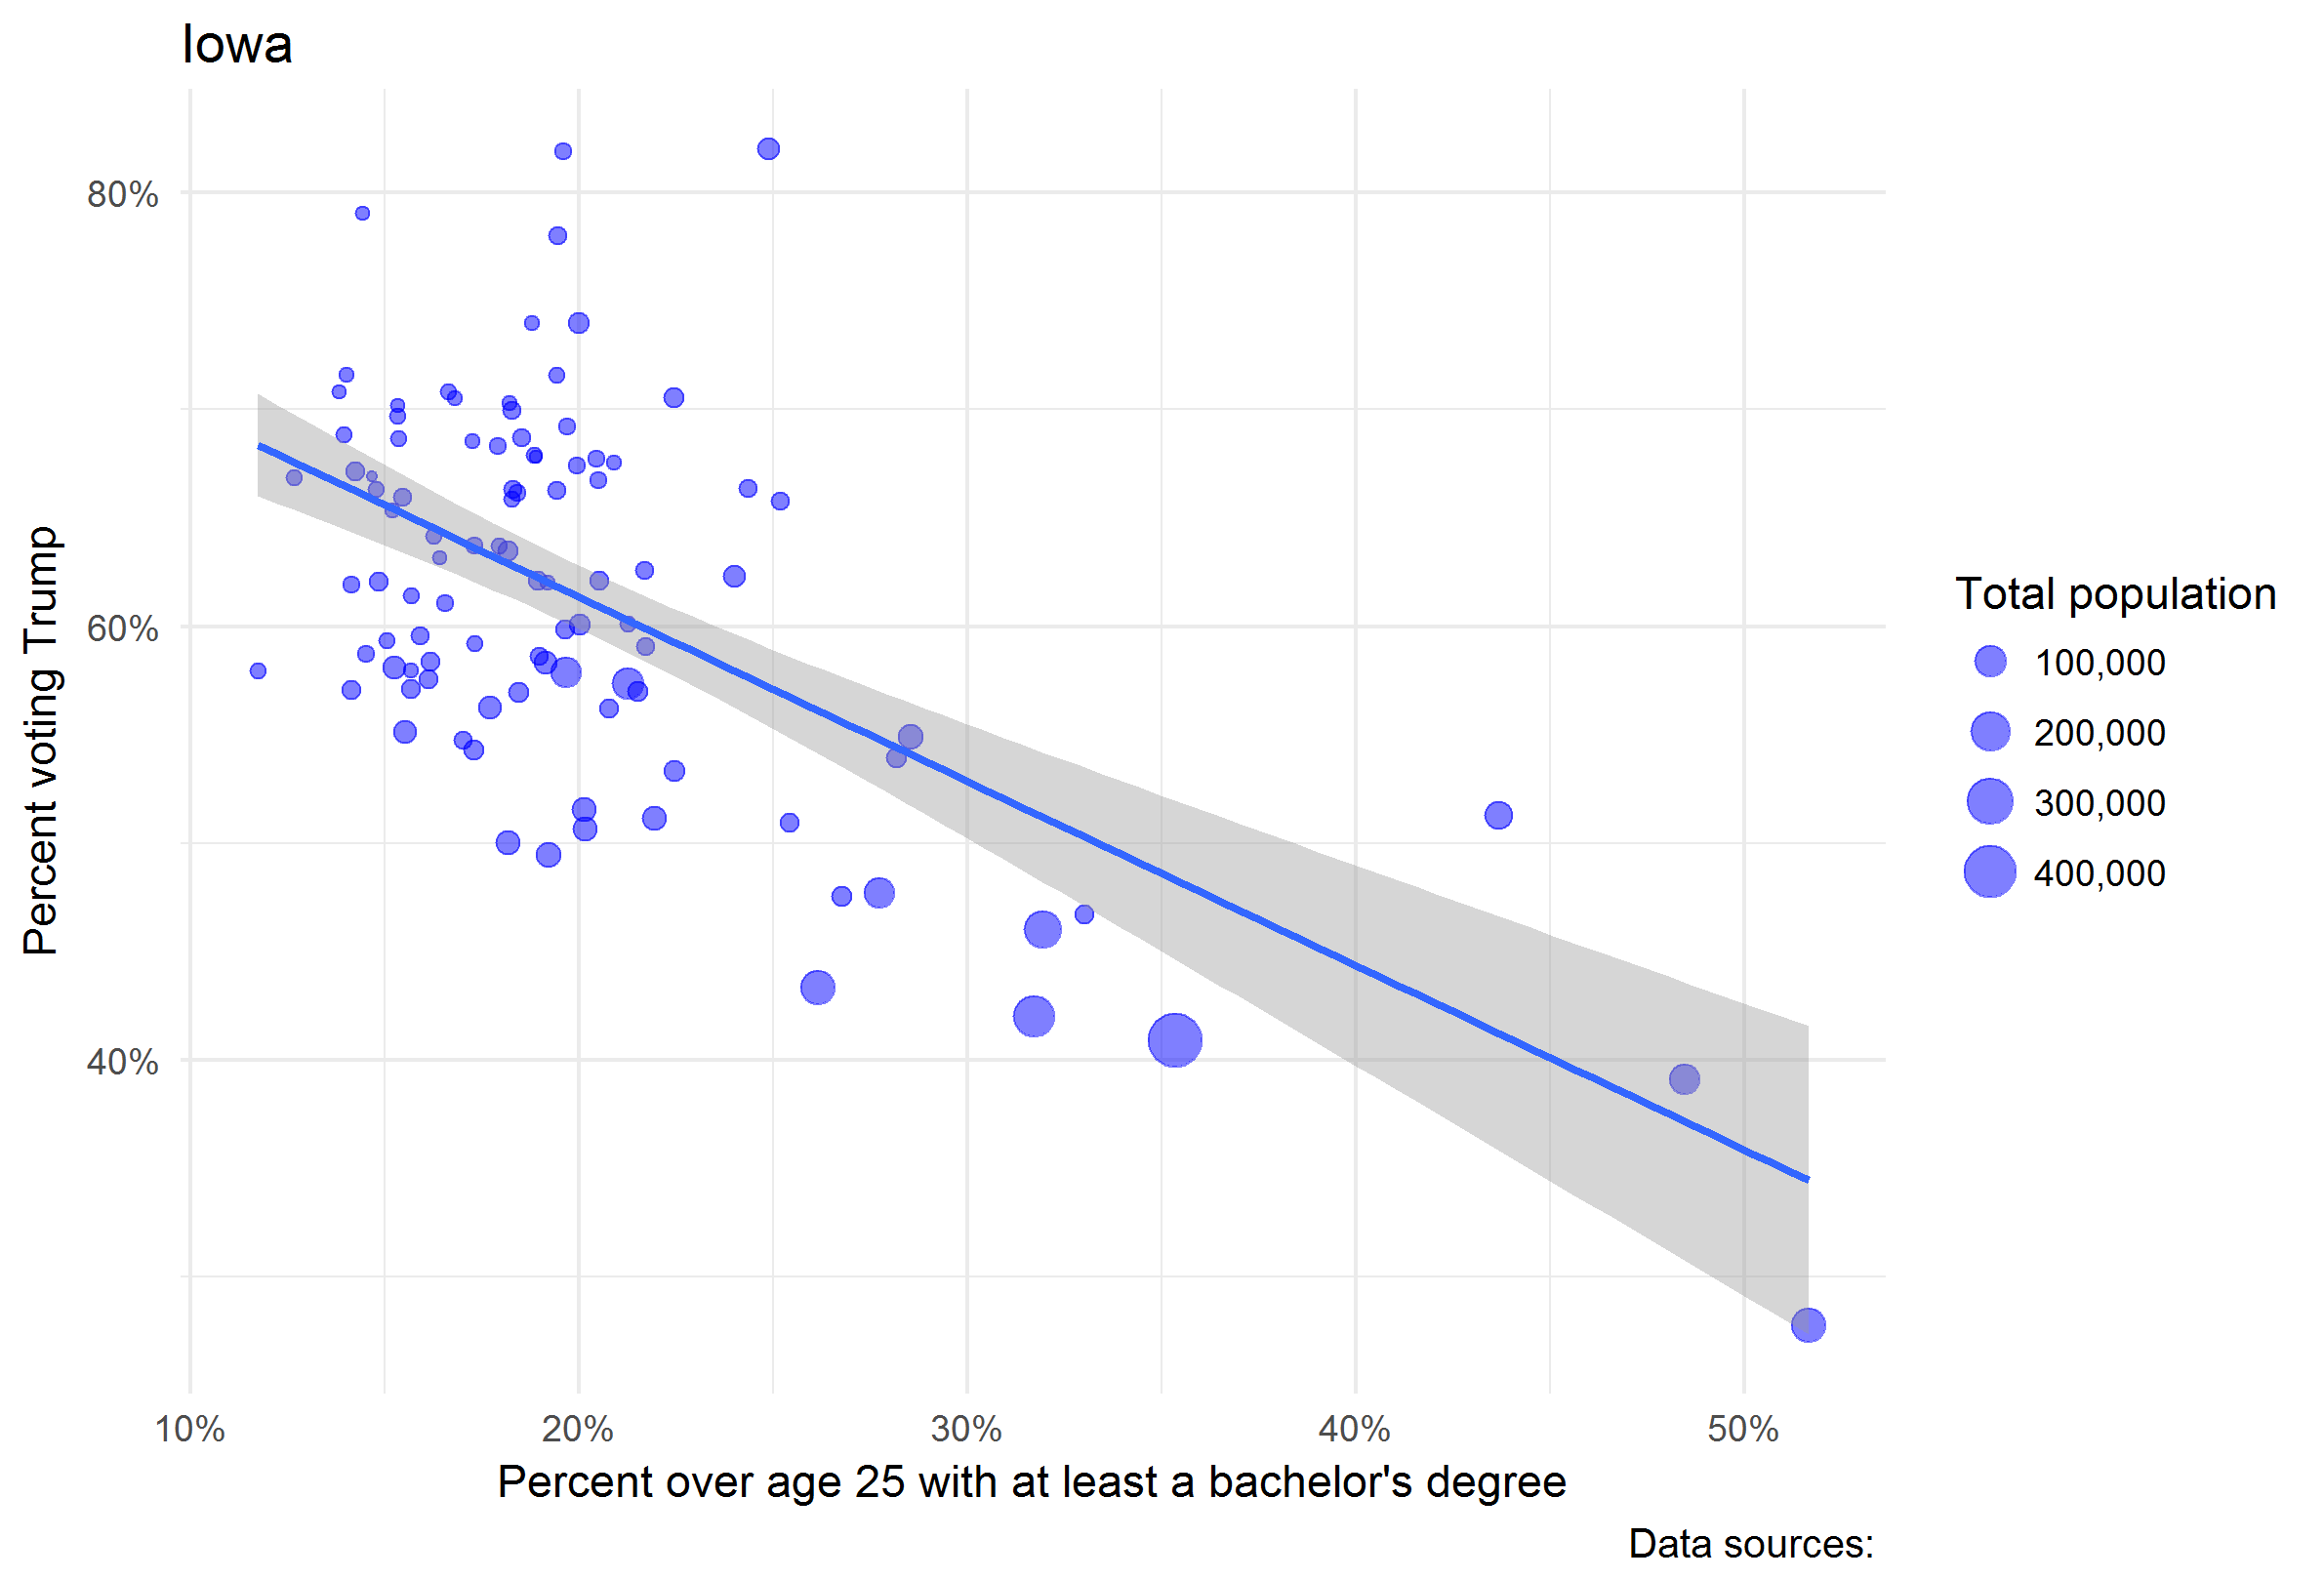 Iowa
80%
60%
40%
Percent voting Trump
10% 20% 30% 40% 50%
Percent over age 25 with at least a bachelor's degree
Total population
100,000
200,000
300,000
400,000
Data sources: